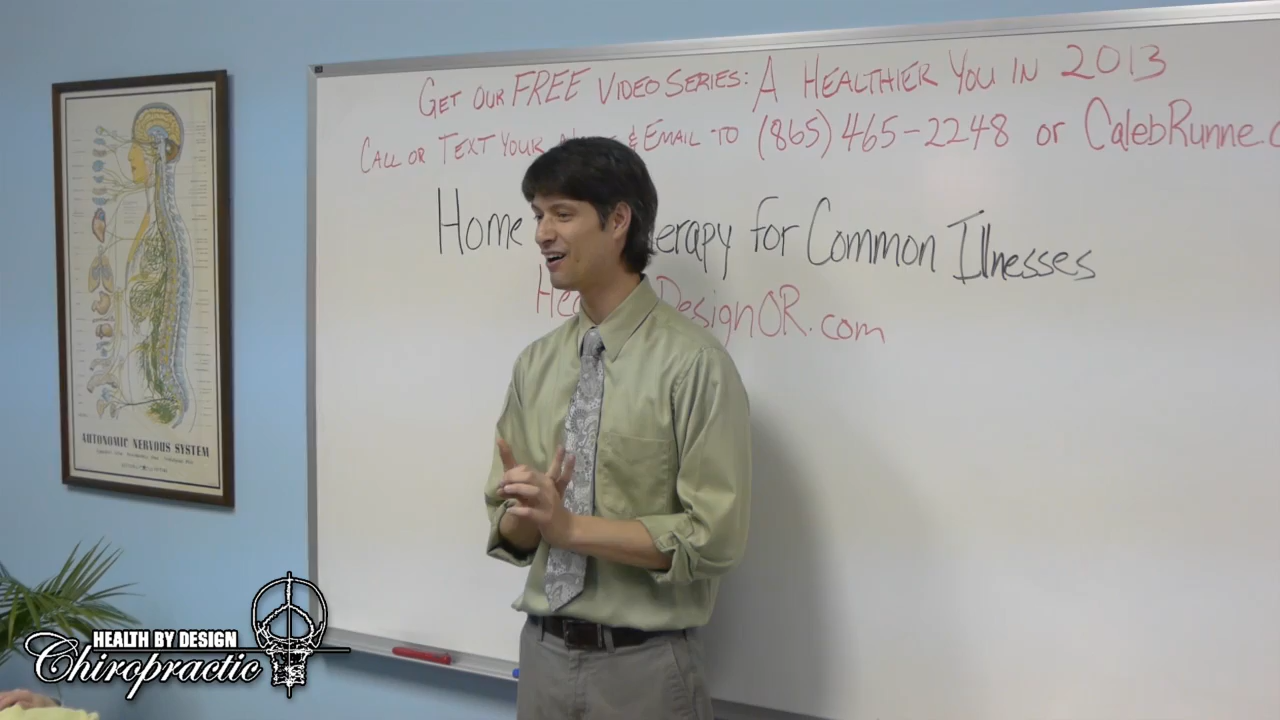 GET OUR FREE VIDEO SERIES: A HEALTHIER YOU IN 2013
CALL OR TEXT YOUR & EMAIL TO (865) 465-2248 or CalebRunne.c
Home erapy for Common Illnesses
He DesignOR.com
AUTONOMIC NERVOUS SYSTEM
HEALTH BY DESIGN
Chiropractic